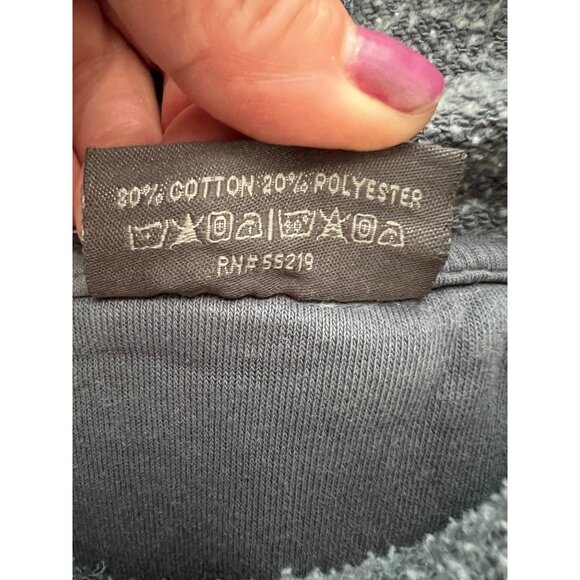 80% COTTON 20% POLYESTER
RN# 55219